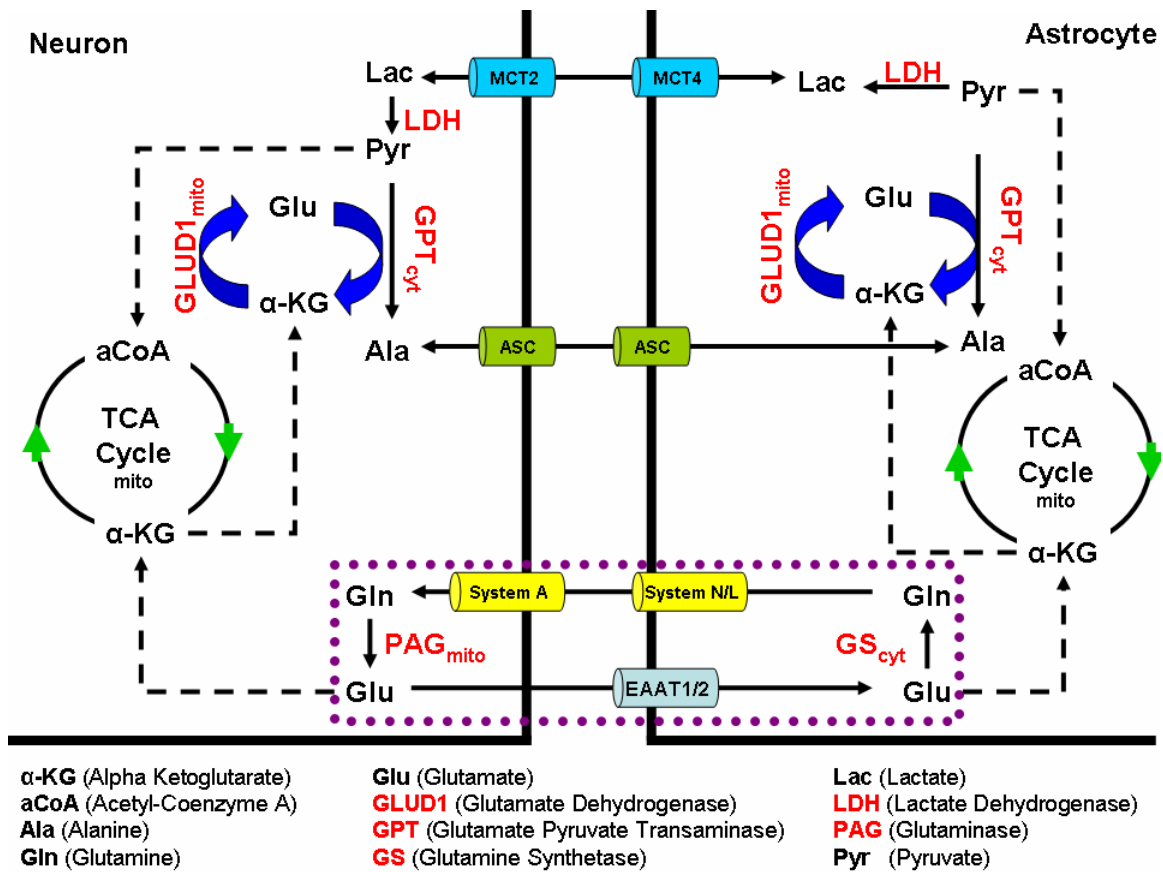 Neuron
Astrocyte
Lac
MCT2
MCT4
Lac
LDH
Pyr
LDH
Pyr
GLUD1mito
Glu
GPTcyt
α-KG
GLUD1mito
Glu
GPTcyt
α-KG
aCoA
Ala
ASC
ASC
Ala
aCoA
TCA
Cycle
mito
TCA
Cycle
mito
α-KG
α-KG
Gln
System A
System N/L
Gln
PAGmito
GScyt
Glu
EAAT1/2
Glu
α-KG (Alpha Ketoglutarate)
aCoA (Acetyl-Coenzyme A)
Ala (Alanine)
Gln (Glutamine)
Glu (Glutamate)
GLUD1 (Glutamate Dehydrogenase)
GPT (Glutamate Pyruvate Transaminase)
GS (Glutamine Synthetase)
Lac (Lactate)
LDH (Lactate Dehydrogenase)
PAG (Glutaminase)
Pyr (Pyruvate)